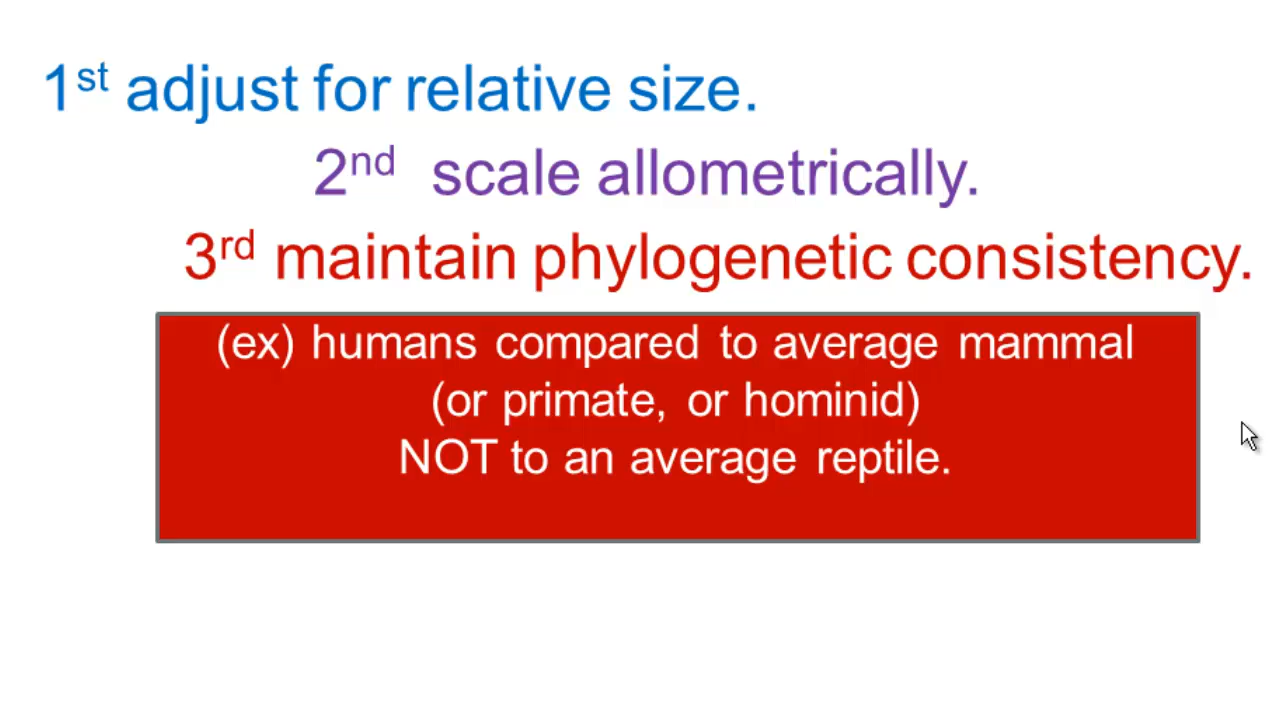 1st adjust for relative size.
2nd scale allometrically.
3rd maintain phylogenetic consistency.
(ex) humans compared to average mammal
(or primate, or hominid)
NOT to an average reptile.